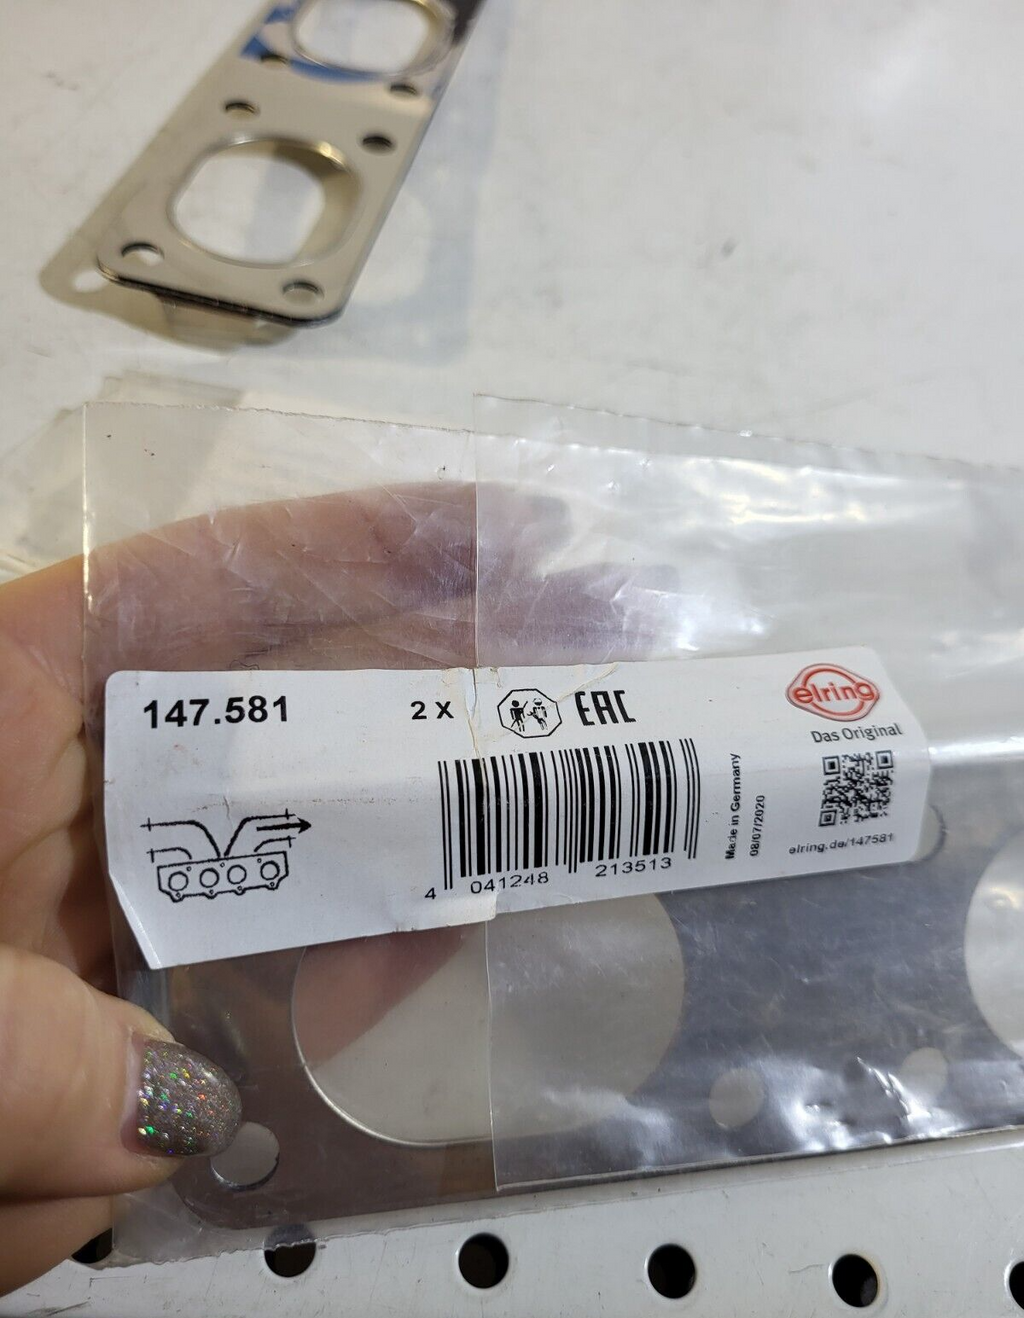 147.581
2 X
EAC
elring
Das Original
4 041248 213513
Made in Germany
08/07/2020
elring.de/147581